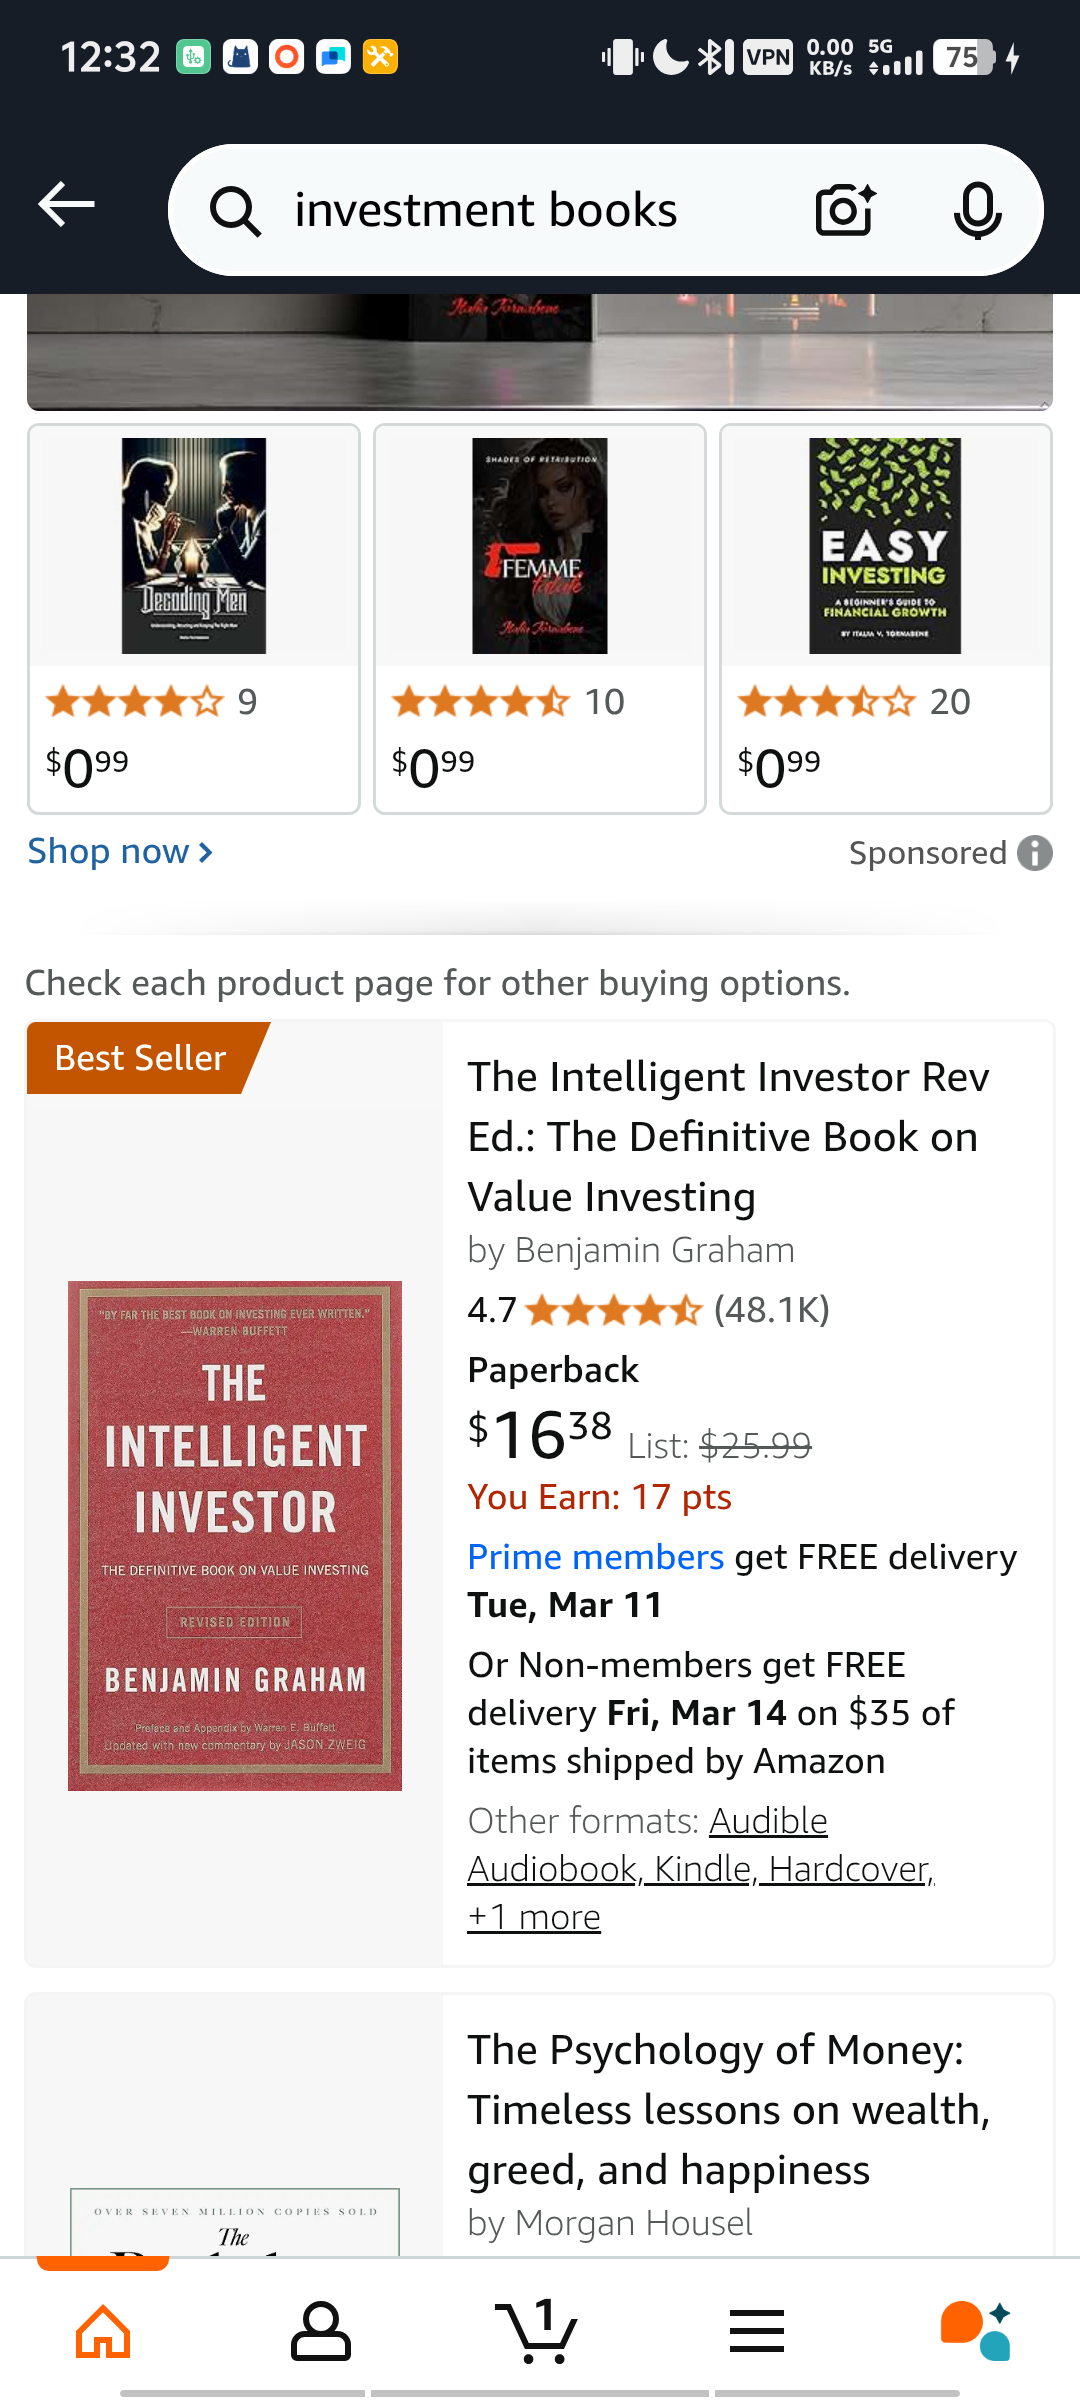 12:32
VPN
0.00
KB/s
5G
75
investment books
Italia Tornabene
Decoding Men
SHADES OF RETRIBUTION
FEMME
fatale
Italia Tornabene
EASY
INVESTING
A BEGINNER'S GUIDE TO
FINANCIAL GROWTH
BY ITALIA V. TORNABENE
9
10
20
$0.99
$0.99
$0.99
Shop now
Sponsored
Check each product page for other buying options.
Best Seller
"BY FAR THE BEST BOOK ON INVESTING EVER WRITTEN."
—WARREN BUFFETT
THE
INTELLIGENT
INVESTOR
THE DEFINITIVE BOOK ON VALUE INVESTING
REVISED EDITION
BENJAMIN GRAHAM
Preface and Appendix by Warren E. Buffett
Updated with new commentary by JASON ZWEIG
The Intelligent Investor Rev
Ed.: The Definitive Book on
Value Investing
by Benjamin Graham
4.7 (48.1K)
Paperback
$16.38 List: $25.99
You Earn: 17 pts
Prime members get FREE delivery
Tue, Mar 11
Or Non-members get FREE
delivery Fri, Mar 14 on $35 of
items shipped by Amazon
Other formats: Audible
Audiobook, Kindle, Hardcover,
+1 more
OVER SEVEN MILLION COPIES SOLD
The
The Psychology of Money:
Timeless lessons on wealth,
greed, and happiness
by Morgan Housel
1